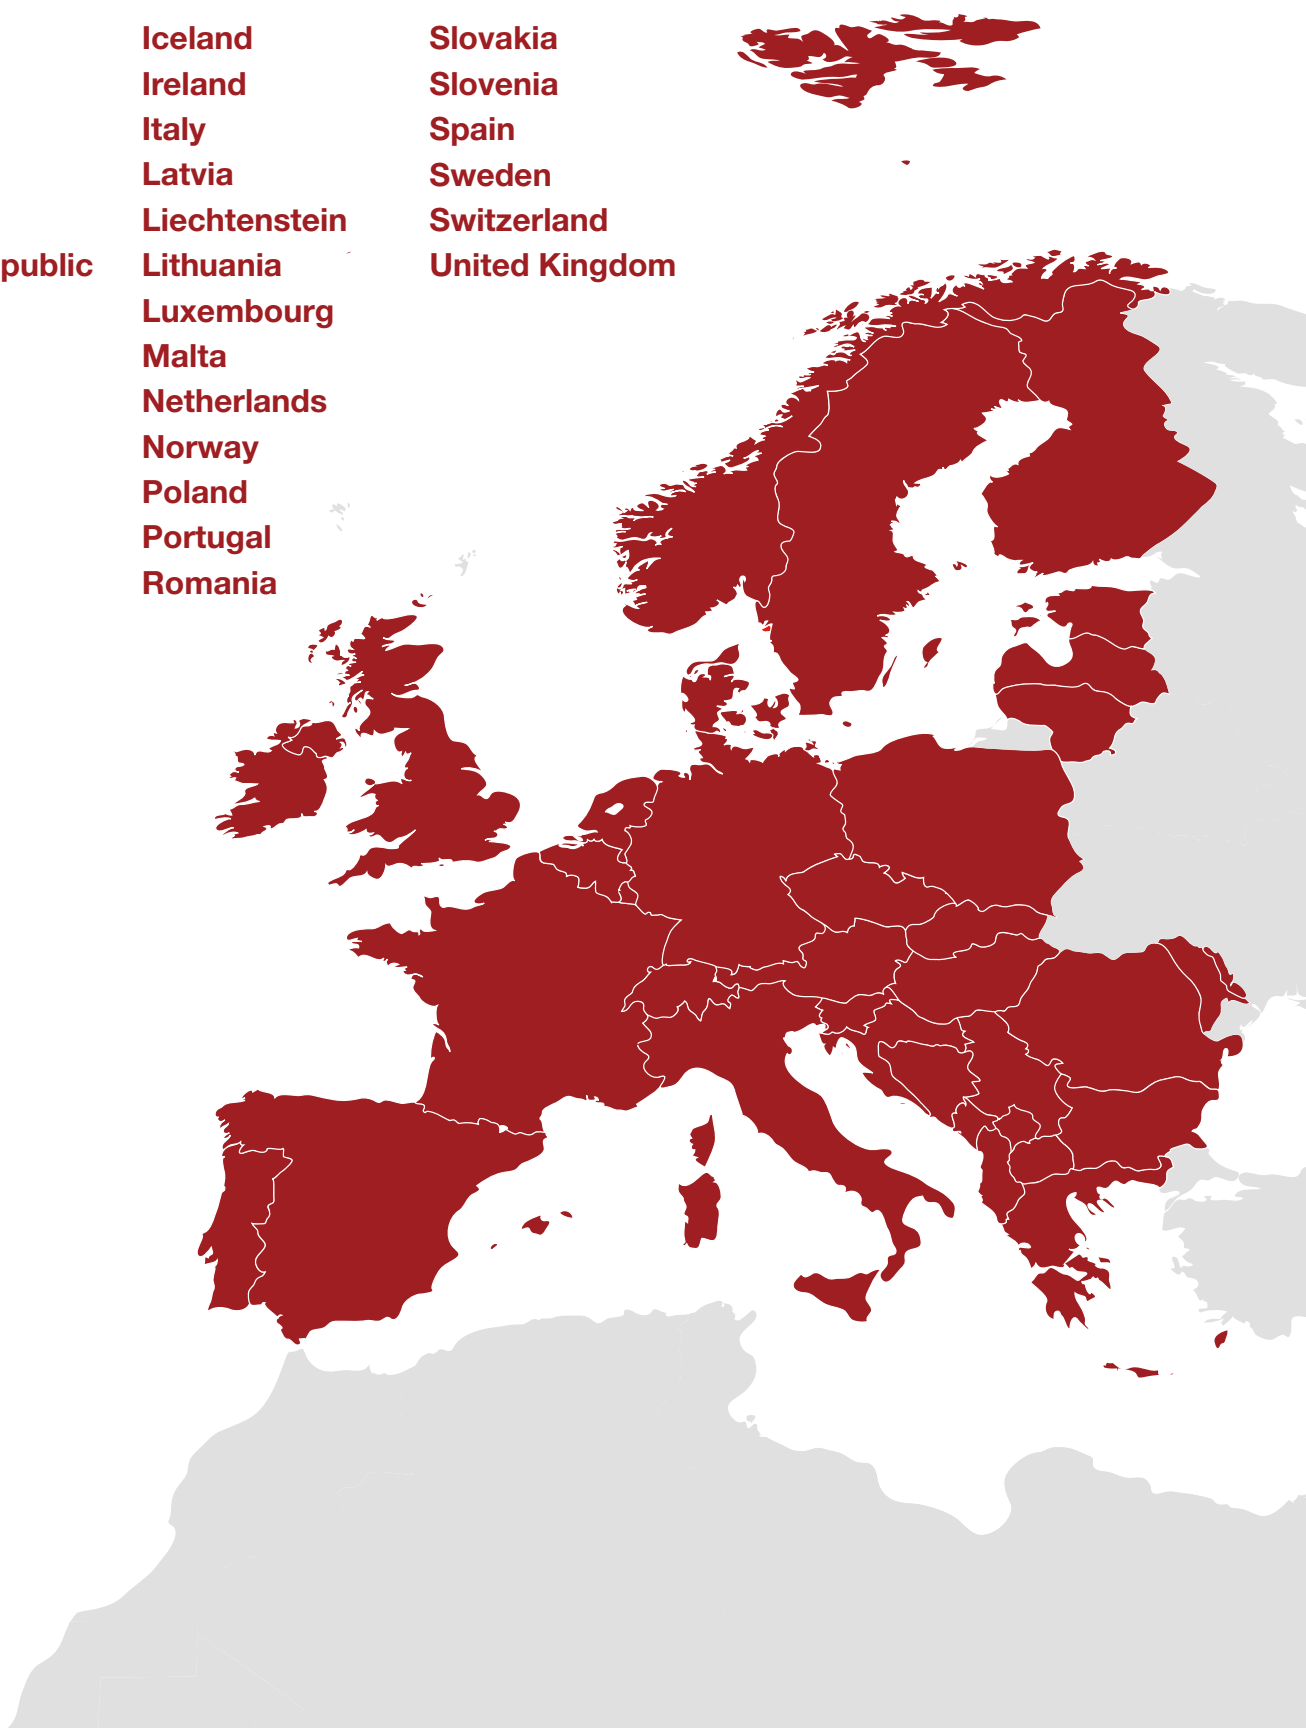 Iceland
Ireland
Italy
Latvia
Liechtenstein
public Lithuania
Luxembourg
Malta
Netherlands
Norway
Poland
Portugal
Romania
Slovakia
Slovenia
Spain
Sweden
Switzerland
United Kingdom